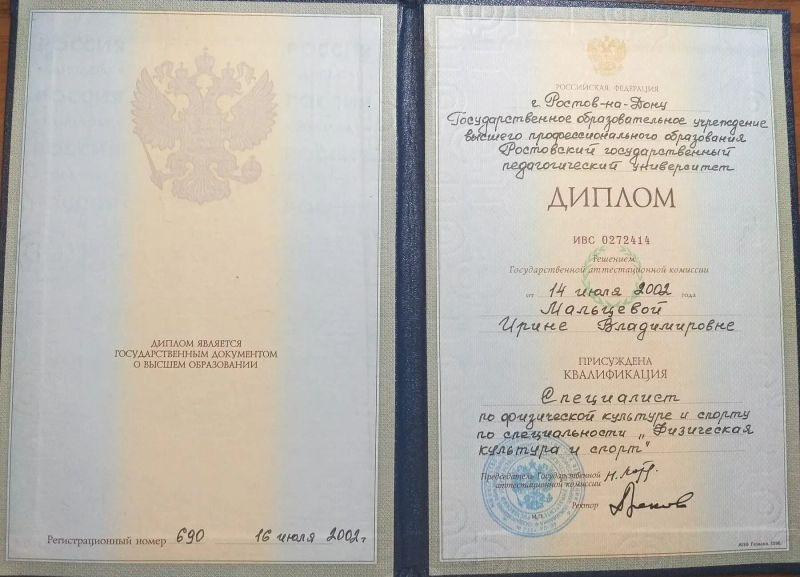 ДИПЛОМ ЯВЛЯЕТСЯ
ГОСУДАРСТВЕННЫМ ДОКУМЕНТОМ
О ВЫСШЕМ ОБРАЗОВАНИИ
Регистрационный номер 690 16 июля 2002 г
РОССИЙСКАЯ ФЕДЕРАЦИЯ
г. Ростов-на-Дону
Государственное образовательное учреждение
высшего профессионального образования
Ростовский государственный
педагогический университет
ДИПЛОМ
ИВС 0272414
Решением
Государственной аттестационной комиссии
от 14 июля 2002 года
Мальцевой
Ирине Владимировне
ПРИСУЖДЕНА
КВАЛИФИКАЦИЯ
Специалист
по физической культуре и спорту
по специальности „Физическая
культура и спорт"
Председатель Государственной
аттестационной комиссии
Ректор